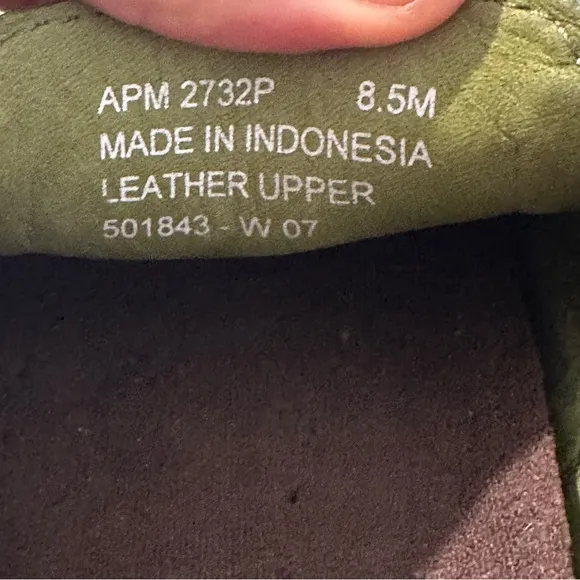 APM 2732P 8.5M
MADE IN INDONESIA
LEATHER UPPER
501843 - W 07